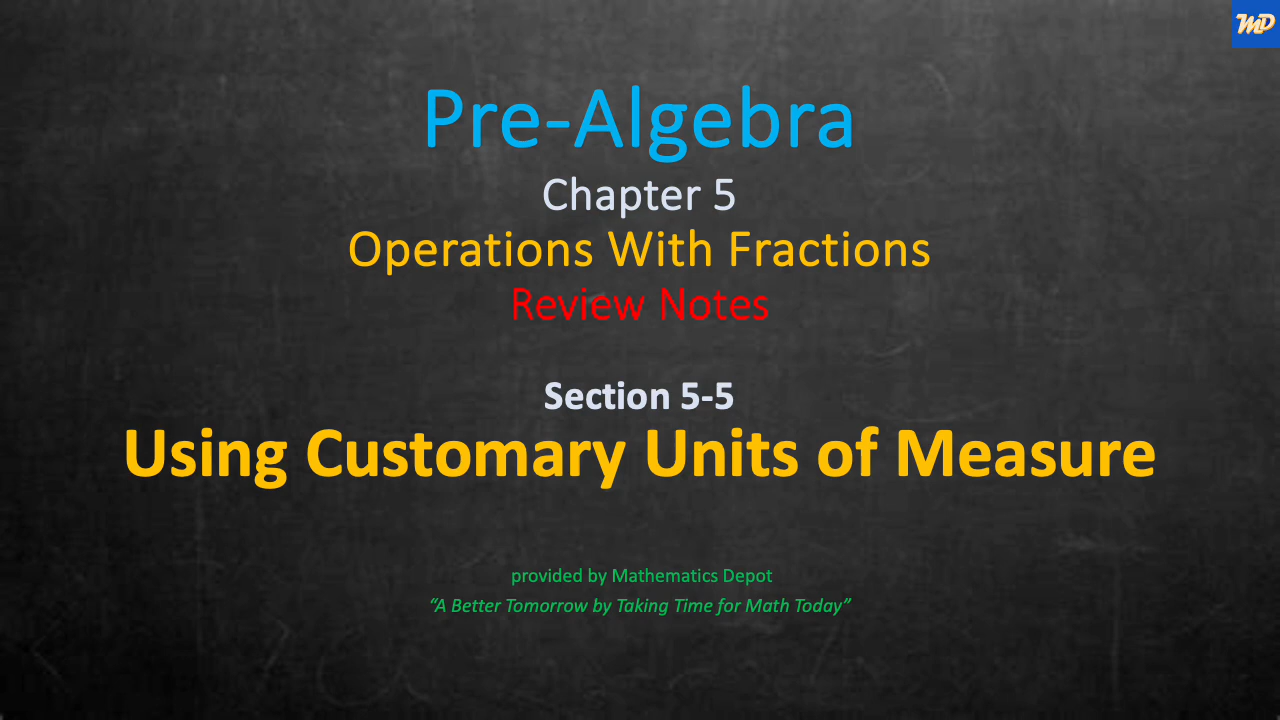 MD
Pre-Algebra
Chapter 5
Operations With Fractions
Review Notes
Section 5-5
Using Customary Units of Measure
provided by Mathematics Depot
“A Better Tomorrow by Taking Time for Math Today”